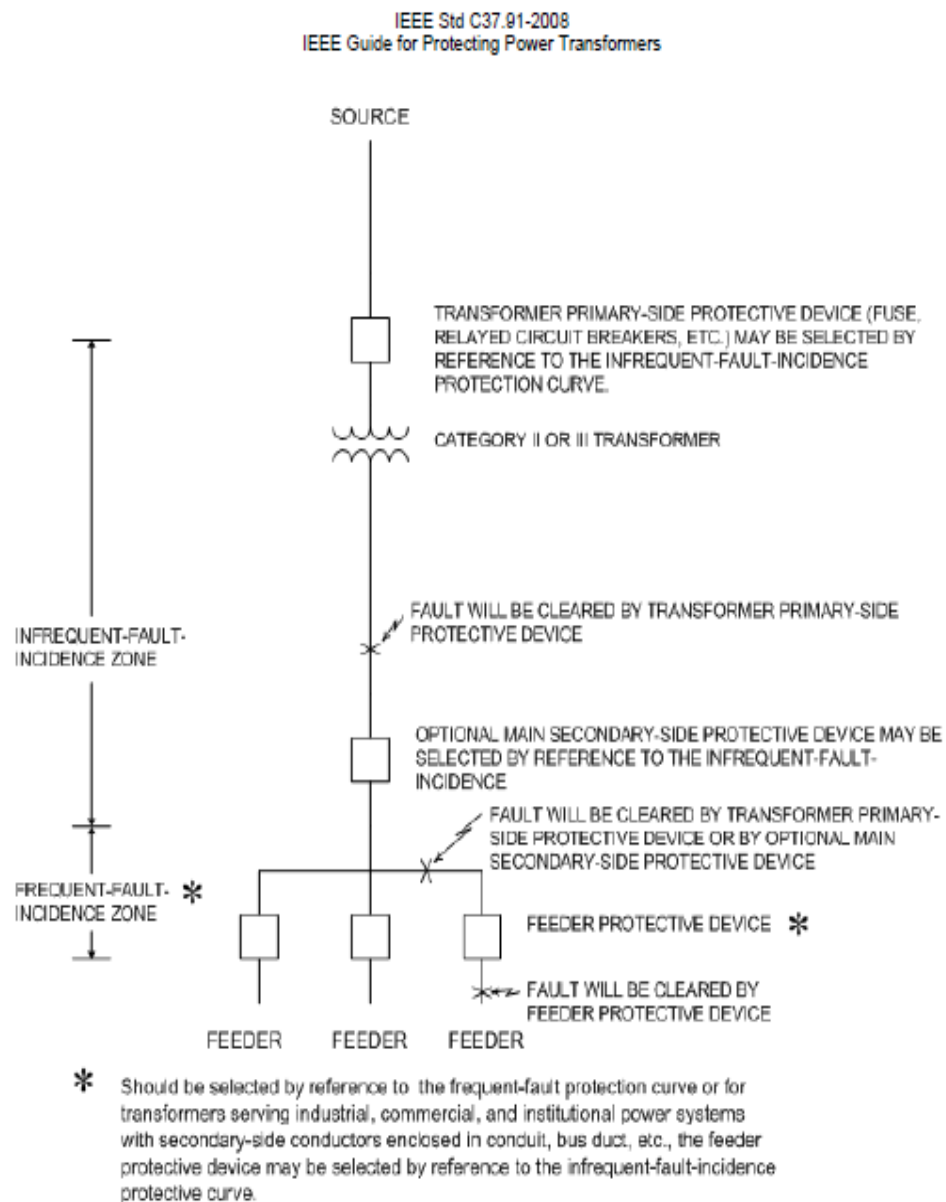 IEEE Std C37.91-2008
IEEE Guide for Protecting Power Transformers
SOURCE
TRANSFORMER PRIMARY-SIDE PROTECTIVE DEVICE (FUSE,
RELAYED CIRCUIT BREAKERS, ETC.) MAY BE SELECTED BY
REFERENCE TO THE INFREQUENT-FAULT-INCIDENCE
PROTECTION CURVE.
CATEGORY II OR III TRANSFORMER
FAULT WILL BE CLEARED BY TRANSFORMER PRIMARY-SIDE
PROTECTIVE DEVICE
INFREQUENT-FAULT-
INCIDENCE ZONE
OPTIONAL MAIN SECONDARY-SIDE PROTECTIVE DEVICE MAY BE
SELECTED BY REFERENCE TO THE INFREQUENT-FAULT-
INCIDENCE
FAULT WILL BE CLEARED BY TRANSFORMER PRIMARY-
SIDE PROTECTIVE DEVICE OR BY OPTIONAL MAIN
SECONDARY-SIDE PROTECTIVE DEVICE
FREQUENT-FAULT- *
INCIDENCE ZONE
FEEDER PROTECTIVE DEVICE *
FAULT WILL BE CLEARED BY
FEEDER PROTECTIVE DEVICE
FEEDER FEEDER FEEDER
* Should be selected by reference to the frequent-fault protection curve or for
transformers serving industrial, commercial, and institutional power systems
with secondary-side conductors enclosed in conduit, bus duct, etc., the feeder
protective device may be selected by reference to the infrequent-fault-incidence
protective curve.